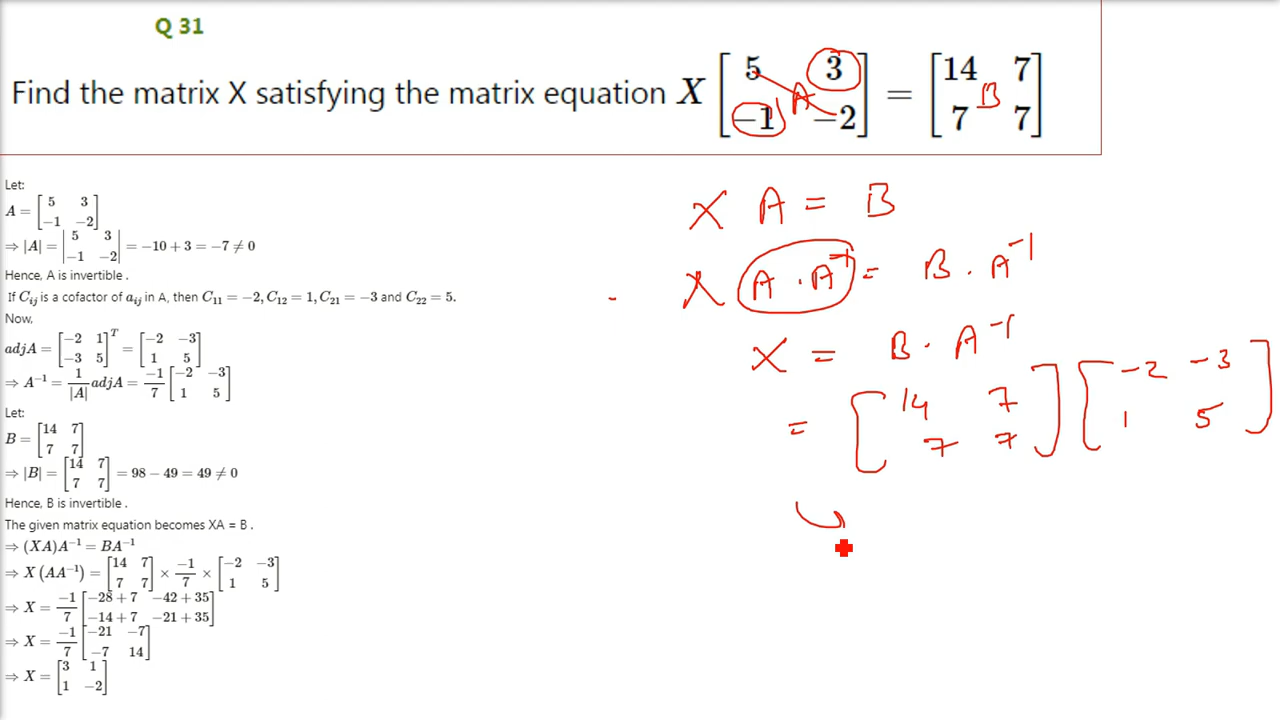 Q 31
Find the matrix X satisfying the matrix equation X [5 3; −1 −2] = [14 7; 7 7]
A B
Let:
A = [5 3; −1 −2]
⇒ |A| = |5 3; −1 −2| = −10 + 3 = −7 ≠ 0
Hence, A is invertible .
If C_ij is a cofactor of a_ij in A, then C_11 = −2, C_12 = 1, C_21 = −3 and C_22 = 5.
Now,
adjA = [−2 1; −3 5]^T = [−2 −3; 1 5]
⇒ A^−1 = 1/|A| adjA = −1/7 [−2 −3; 1 5]
Let:
B = [14 7; 7 7]
⇒ |B| = |14 7; 7 7| = 98 − 49 = 49 ≠ 0
Hence, B is invertible .
The given matrix equation becomes XA = B .
⇒ (XA)A^−1 = BA^−1
⇒ X (AA^−1) = [14 7; 7 7] × −1/7 × [−2 −3; 1 5]
⇒ X = −1/7 [−28 + 7 −42 + 35; −14 + 7 −21 + 35]
⇒ X = −1/7 [−21 −7; −7 14]
⇒ X = [3 1; 1 −2]
X A = B
X A · A^−1 = B · A^−1
X = B · A^−1
= [14 7; 7 7] [−2 −3; 1 5]